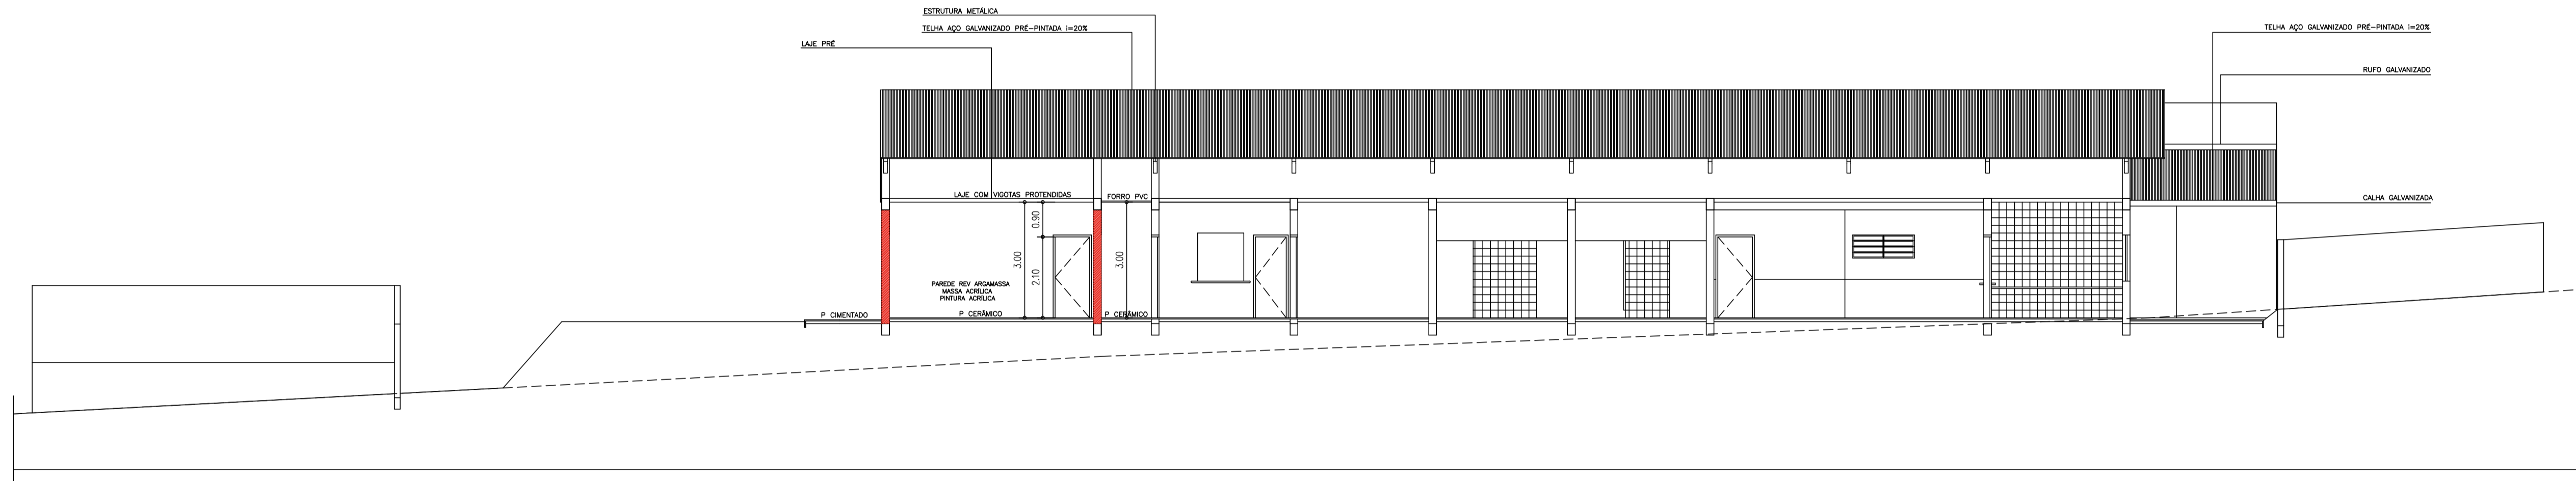 ESTRUTURA METÁLICA
TELHA AÇO GALVANIZADO PRÉ-PINTADA i=20%
LAJE PRÉ
TELHA AÇO GALVANIZADO PRÉ-PINTADA i=20%
RUFO GALVANIZADO
LAJE COM VIGOTAS PROTENDIDAS
FORRO PVC
CALHA GALVANIZADA
0.90
3.00
2.10
3.00
PAREDE REV ARGAMASSA
MASSA ACRÍLICA
PINTURA ACRÍLICA
P CIMENTADO
P CERÂMICO
P CERÂMICO